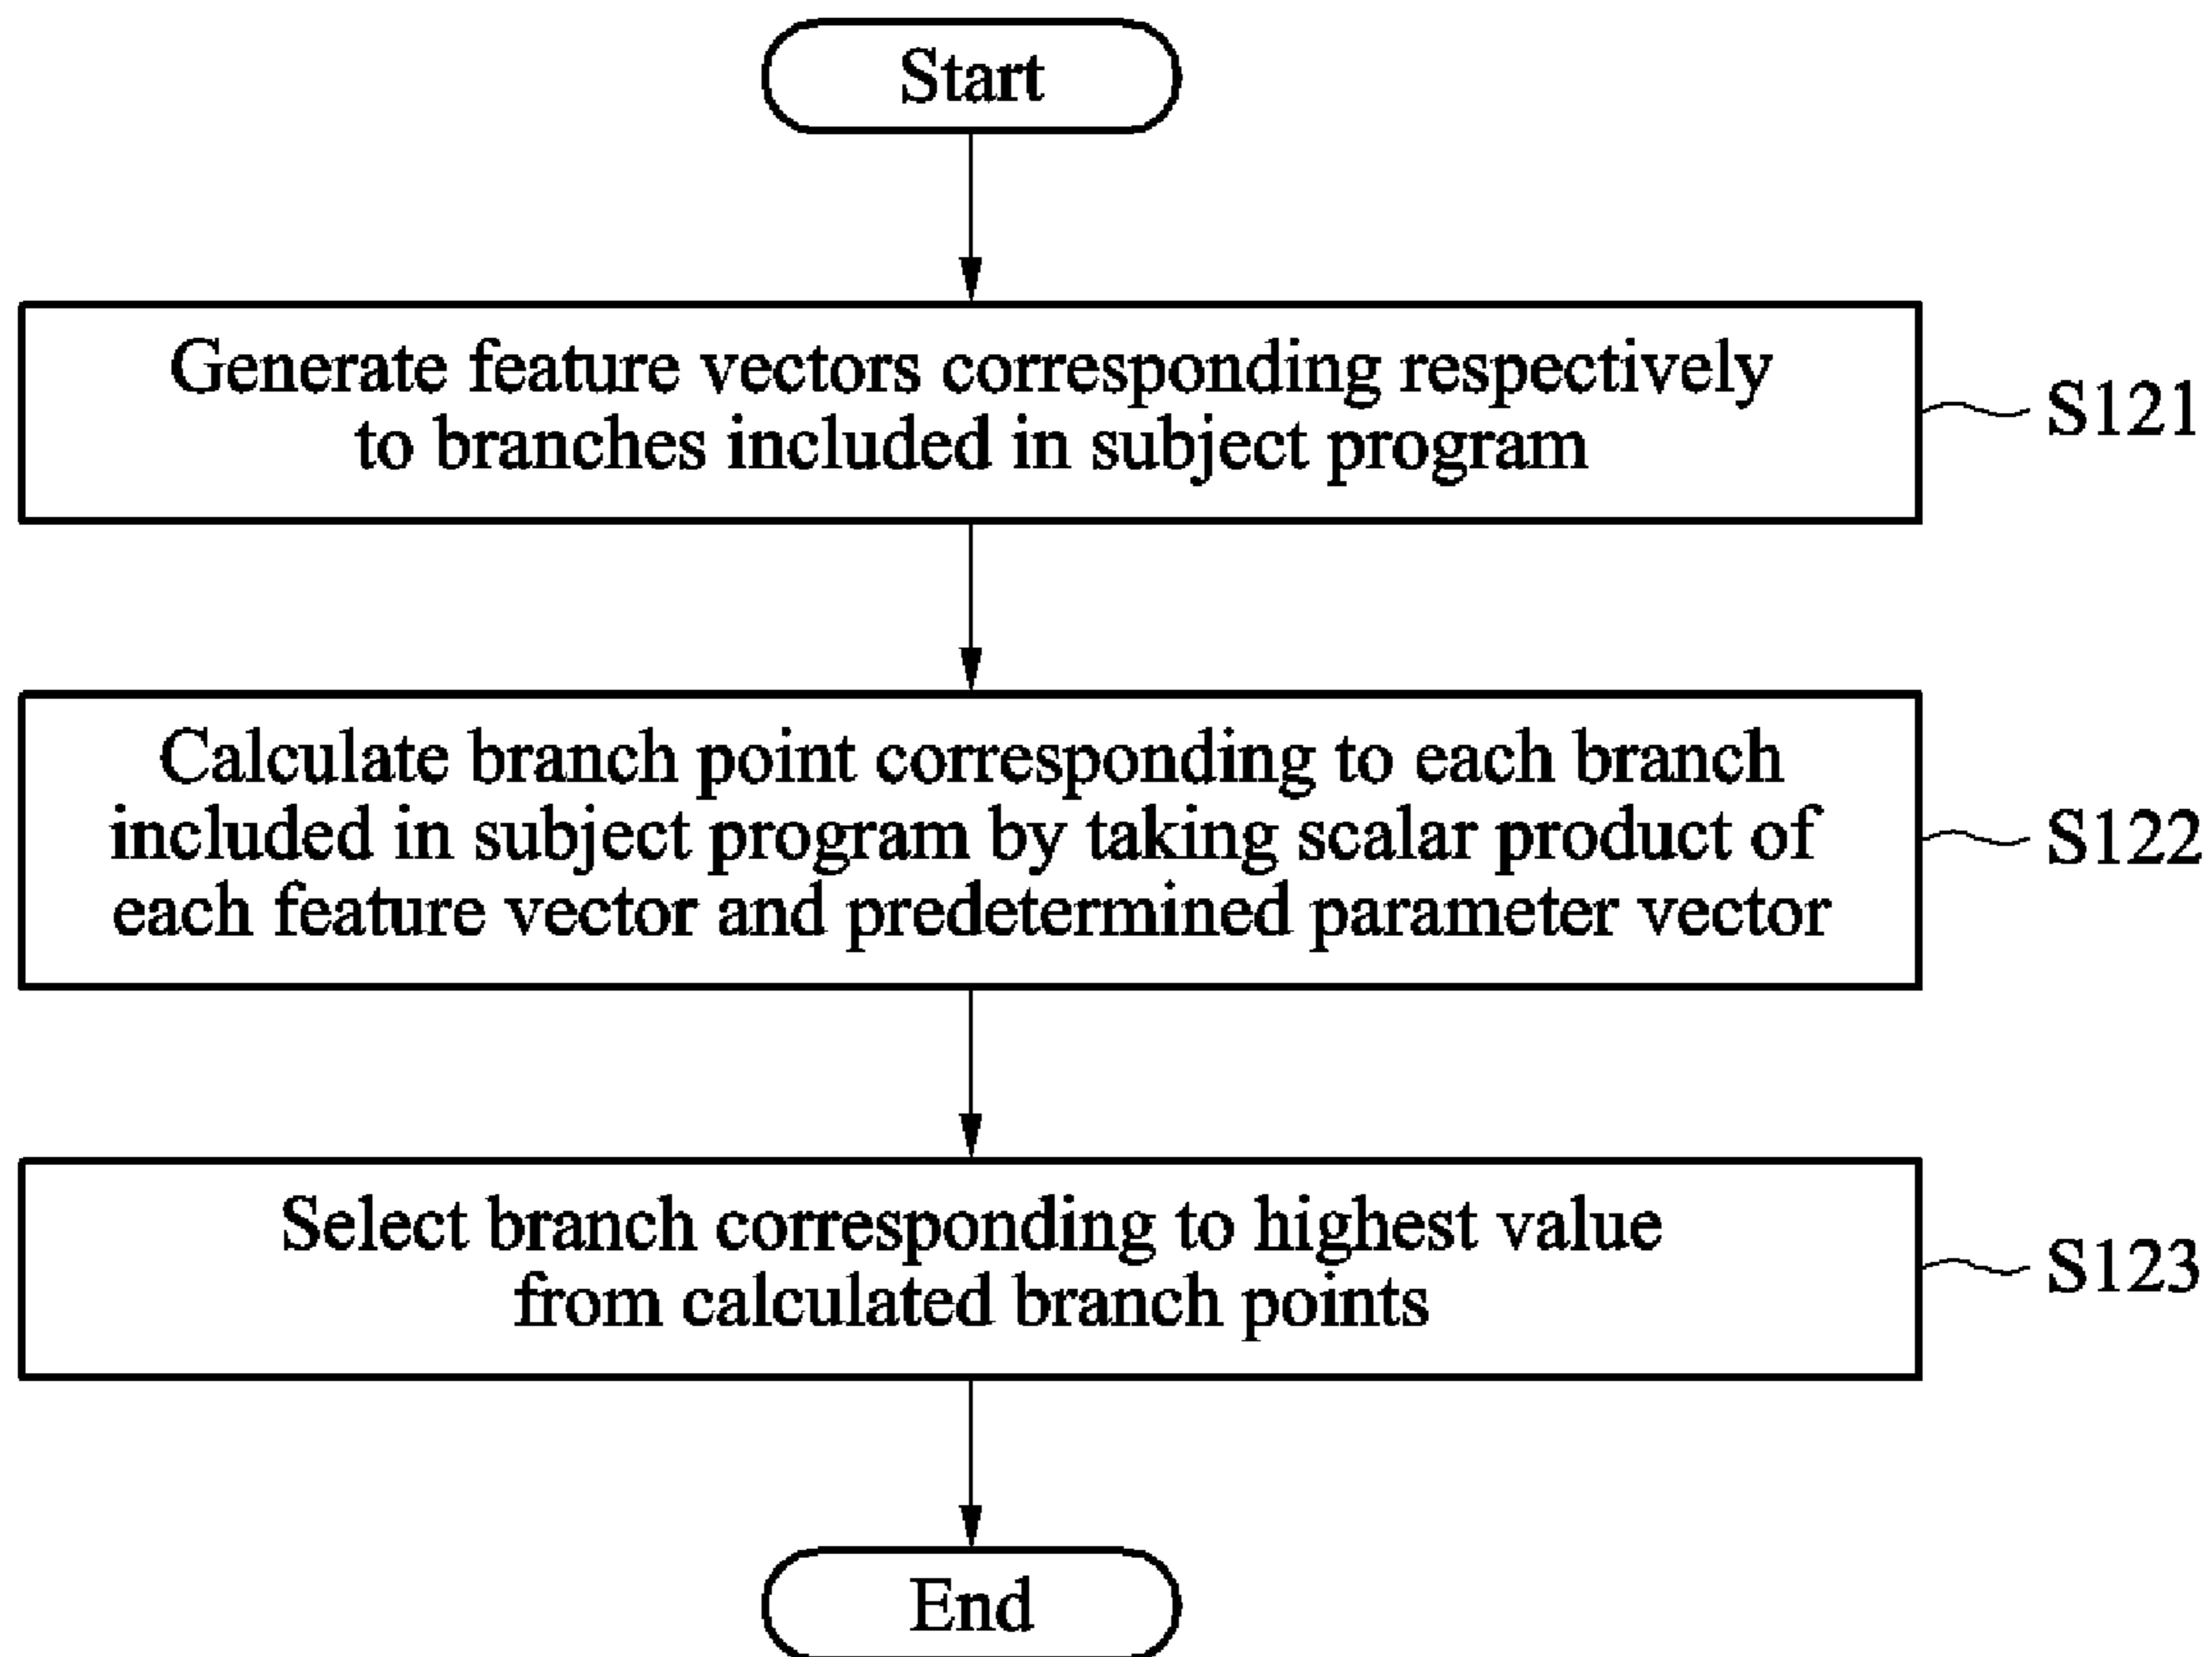 Start
Generate feature vectors corresponding respectively
to branches included in subject program
S121
Calculate branch point corresponding to each branch
included in subject program by taking scalar product of
each feature vector and predetermined parameter vector
S122
Select branch corresponding to highest value
from calculated branch points
S123
End